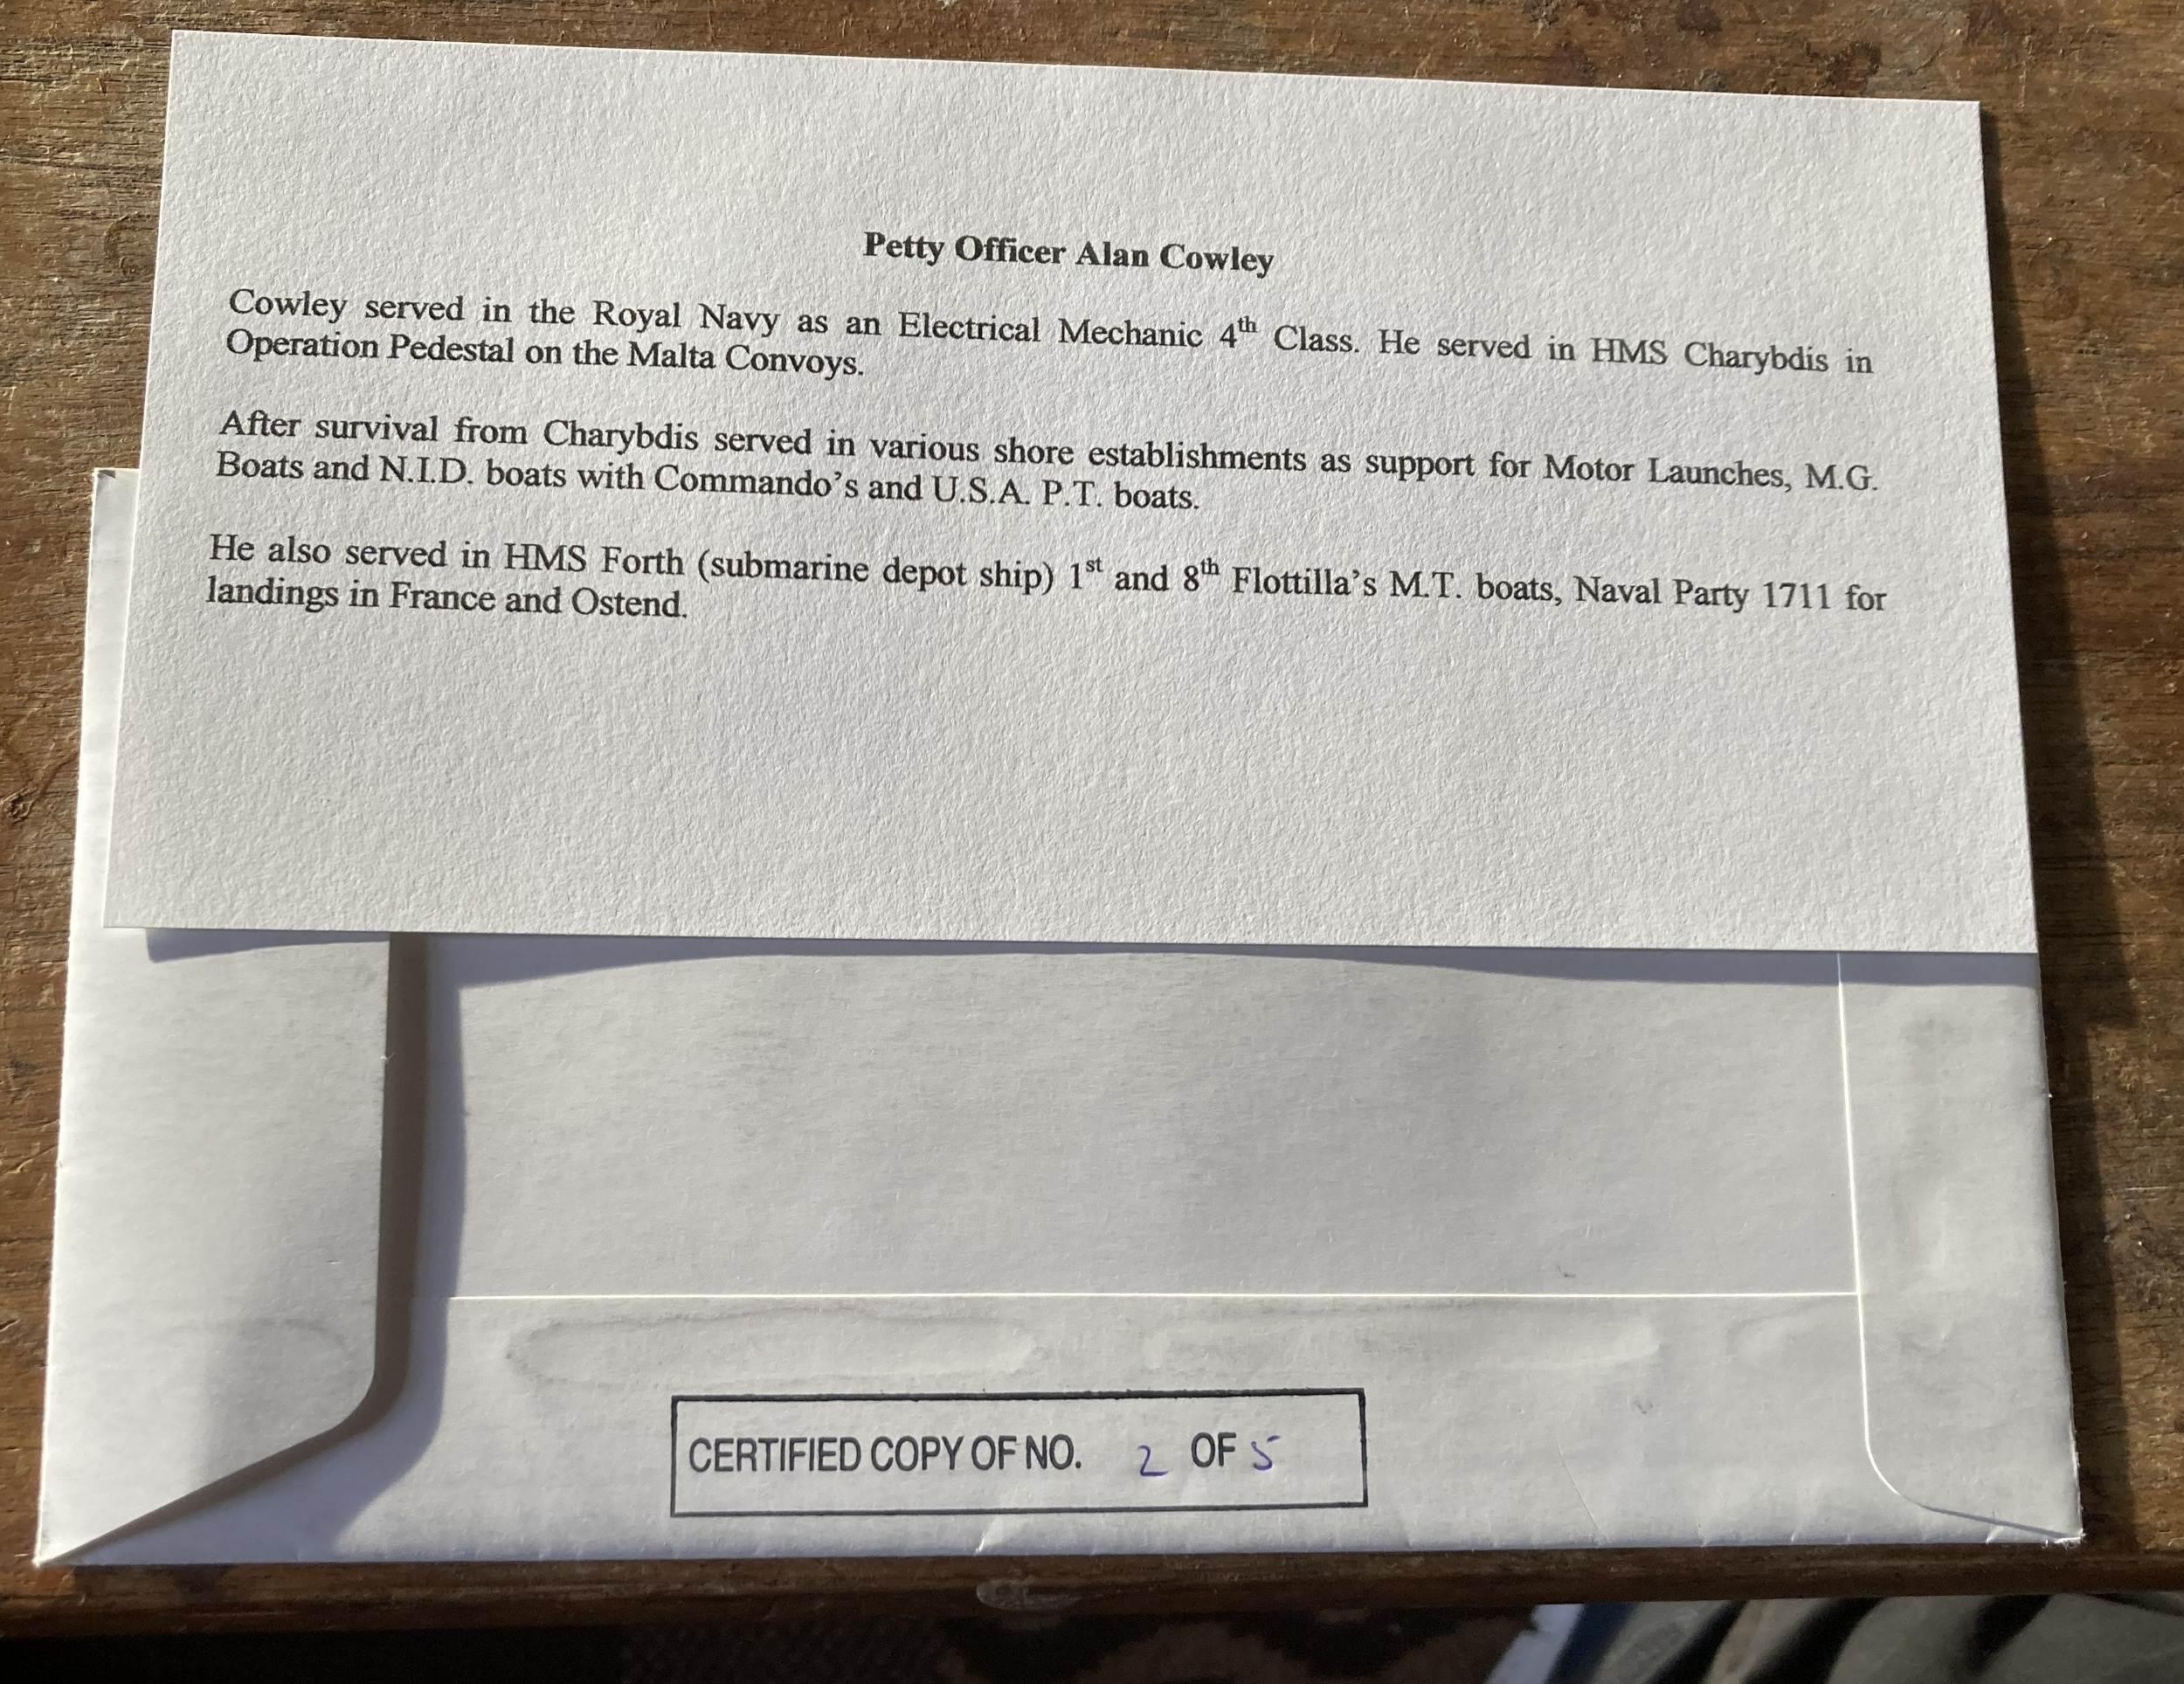 Petty Officer Alan Cowley
Cowley served in the Royal Navy as an Electrical Mechanic 4th Class. He served in HMS Charybdis in
Operation Pedestal on the Malta Convoys.
After survival from Charybdis served in various shore establishments as support for Motor Launches, M.G.
Boats and N.I.D. boats with Commando’s and U.S.A. P.T. boats.
He also served in HMS Forth (submarine depot ship) 1st and 8th Flottilla’s M.T. boats, Naval Party 1711 for
landings in France and Ostend.
CERTIFIED COPY OF NO. 2 OF 5